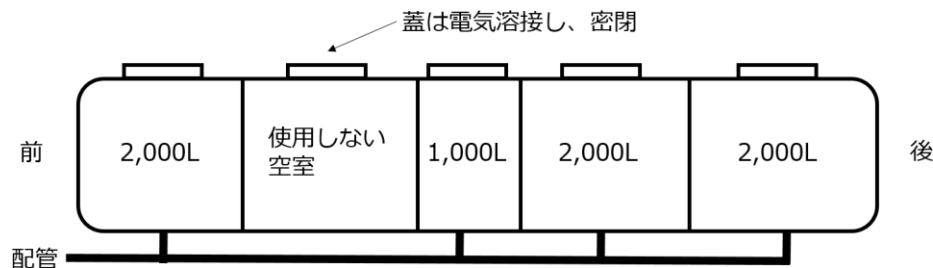 蓋は電気溶接し、密閉
前
2,000L
使用しない
空室
1,000L
2,000L
2,000L
後
配管